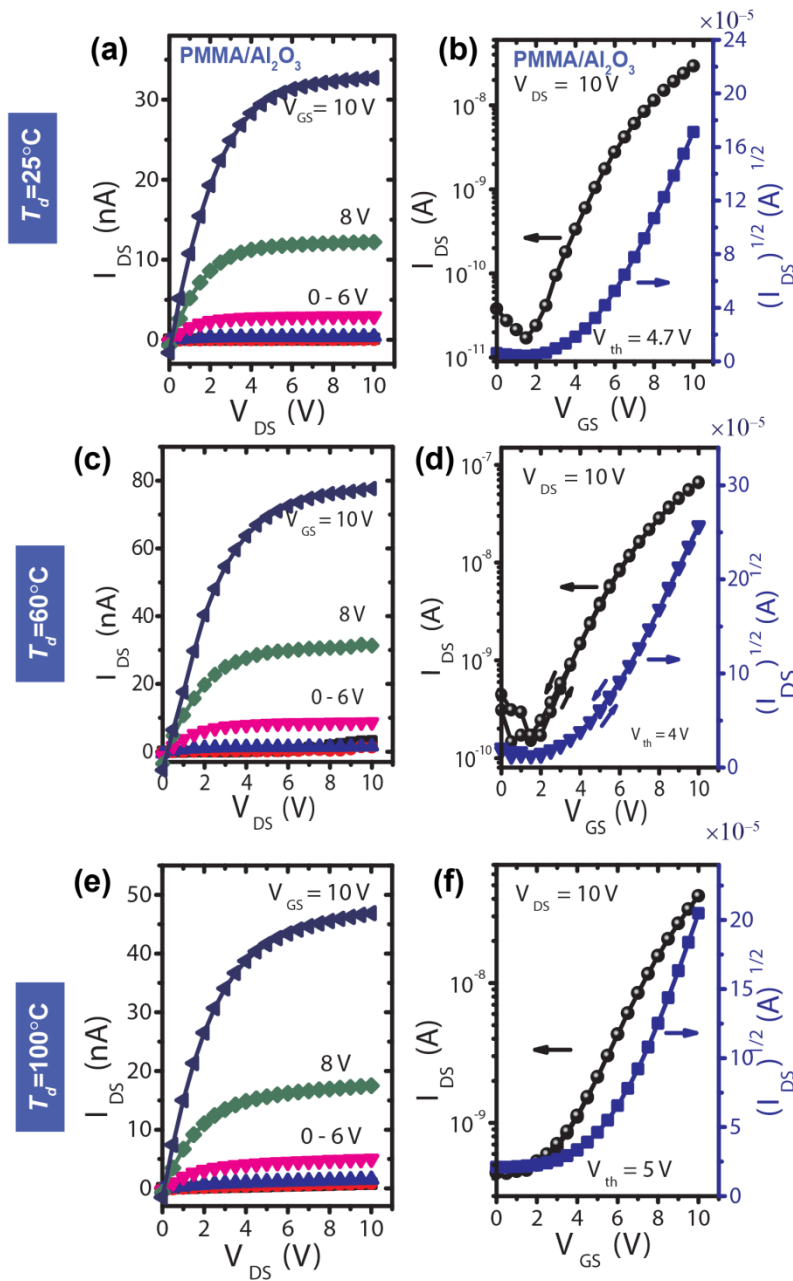 T_d=25°C
(a)
PMMA/Al₂O₃
V_GS = 10 V
8 V
0 - 6 V
I_DS (nA)
30
20
10
0
0 2 4 6 8 10
V_DS (V)
(b)
×10⁻⁵
PMMA/Al₂O₃
V_DS = 10 V
V_th = 4.7 V
I_DS (A)
10⁻⁸
10⁻⁹
10⁻¹⁰
10⁻¹¹
0 2 4 6 8 10
V_GS (V)
24
20
16
12
8
4
0
(I_DS)^1/2 (A)^1/2
T_d=60°C
(c)
V_GS = 10 V
8 V
0 - 6 V
I_DS (nA)
80
60
40
20
0
0 2 4 6 8 10
V_DS (V)
(d)
×10⁻⁵
V_DS = 10 V
V_th = 4 V
I_DS (A)
10⁻⁷
10⁻⁸
10⁻⁹
10⁻¹⁰
0 2 4 6 8 10
V_GS (V)
30
20
10
0
(I_DS)^1/2 (A)^1/2
T_d=100°C
(e)
V_GS = 10 V
8 V
0 - 6 V
I_DS (nA)
50
40
30
20
10
0
0 2 4 6 8 10
V_DS (V)
(f)
×10⁻⁵
V_DS = 10 V
V_th = 5 V
I_DS (A)
10⁻⁸
10⁻⁹
0 2 4 6 8 10
V_GS (V)
20
15
10
5
0
(I_DS)^1/2 (A)^1/2